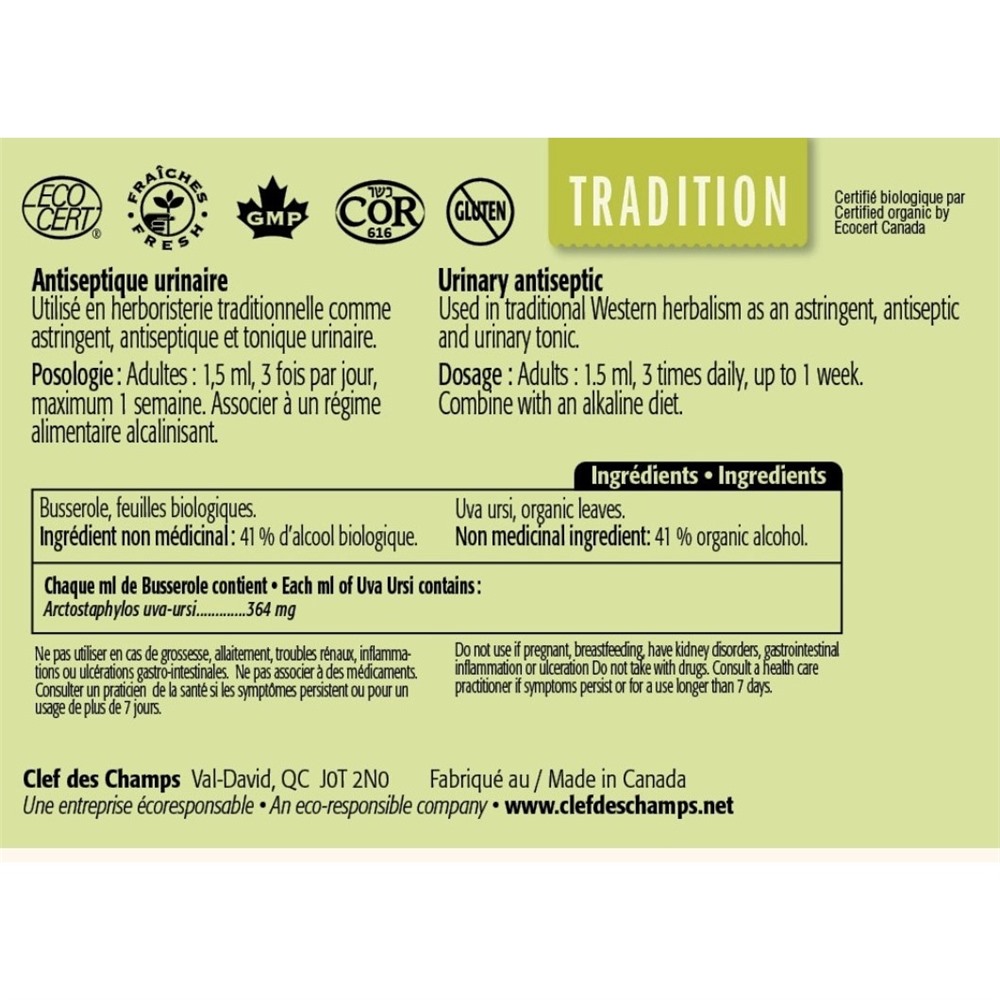 ECO
CERT
®
FRAÎCHES
FRESH
GMP
כשר
COR
616
GLUTEN
TRADITION
Certifié biologique par
Certified organic by
Ecocert Canada
Antiseptique urinaire
Utilisé en herboristerie traditionnelle comme
astringent, antiseptique et tonique urinaire.
Posologie : Adultes : 1,5 ml, 3 fois par jour,
maximum 1 semaine. Associer à un régime
alimentaire alcalinisant.
Urinary antiseptic
Used in traditional Western herbalism as an astringent, antiseptic
and urinary tonic.
Dosage : Adults : 1.5 ml, 3 times daily, up to 1 week.
Combine with an alkaline diet.
Ingrédients • Ingredients
Busserole, feuilles biologiques.
Ingrédient non médicinal : 41 % d'alcool biologique.
Uva ursi, organic leaves.
Non medicinal ingredient: 41 % organic alcohol.
Chaque ml de Busserole contient • Each ml of Uva Ursi contains :
Arctostaphylos uva-ursi.............364 mg
Ne pas utiliser en cas de grossesse, allaitement, troubles rénaux, inflamma-
tions ou ulcérations gastro-intestinales. Ne pas associer à des médicaments.
Consulter un praticien de la santé si les symptômes persistent ou pour un
usage de plus de 7 jours.
Do not use if pregnant, breastfeeding, have kidney disorders, gastrointestinal
inflammation or ulceration Do not take with drugs. Consult a health care
practitioner if symptoms persist or for a use longer than 7 days.
Clef des Champs Val-David, QC J0T 2N0 Fabriqué au / Made in Canada
Une entreprise écoresponsable • An eco-responsible company • www.clefdeschamps.net